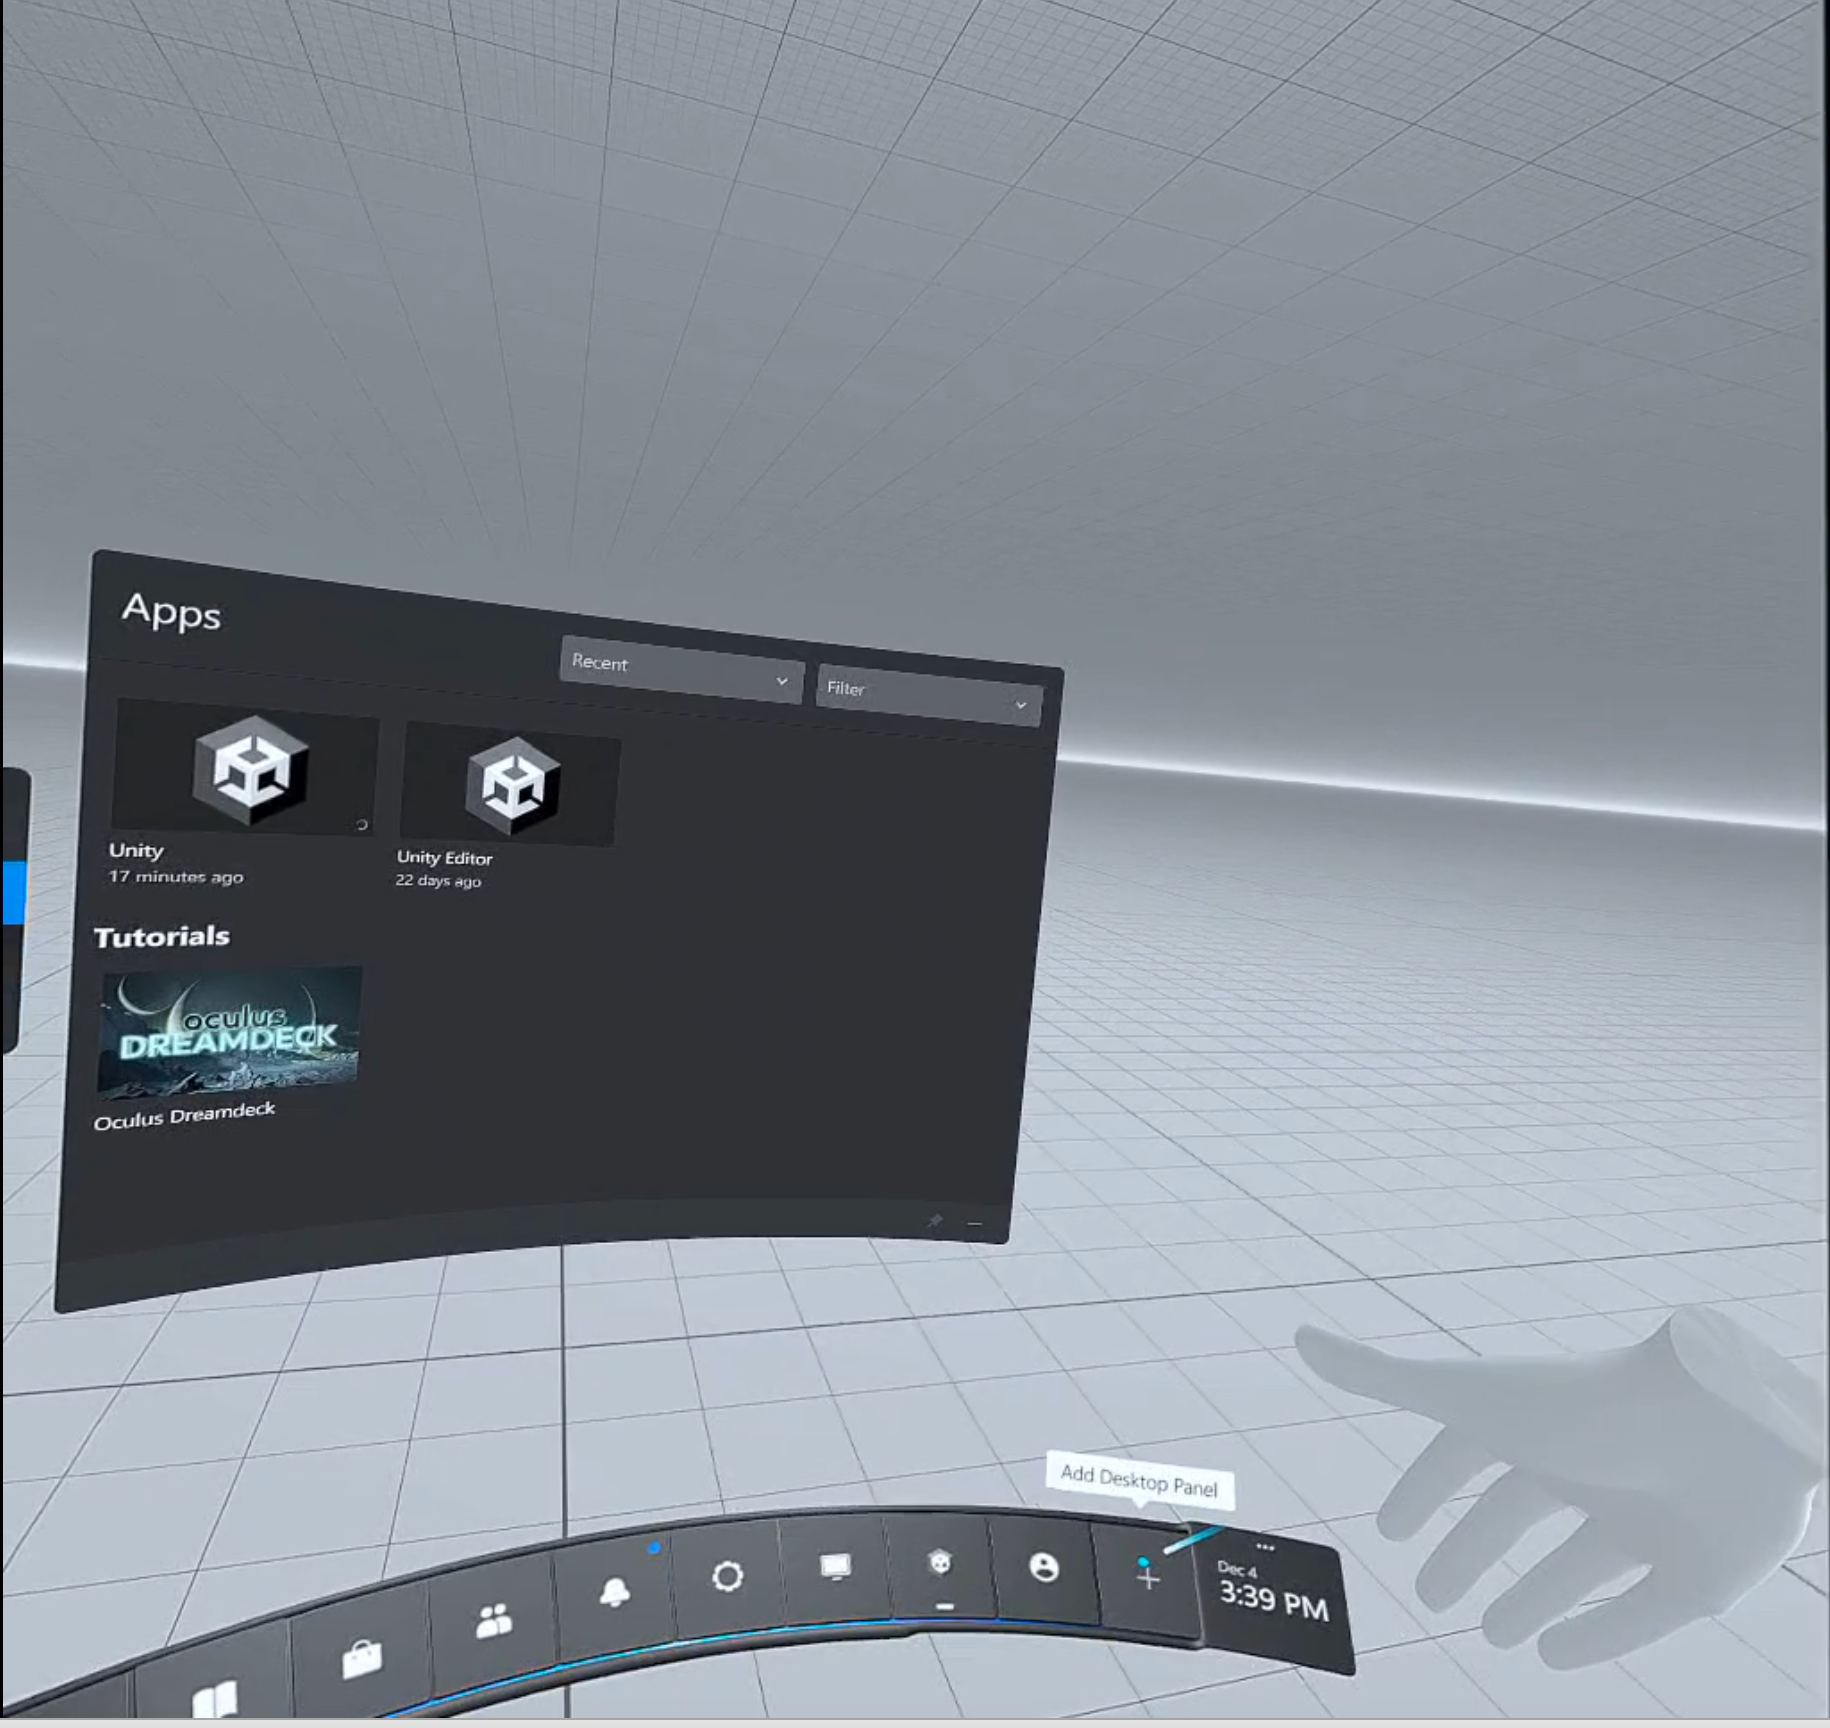 Apps
Recent
Filter
Unity
17 minutes ago
Unity Editor
22 days ago
Tutorials
oculus
DREAMDECK
Oculus Dreamdeck
Add Desktop Panel
Dec 4
3:39 PM